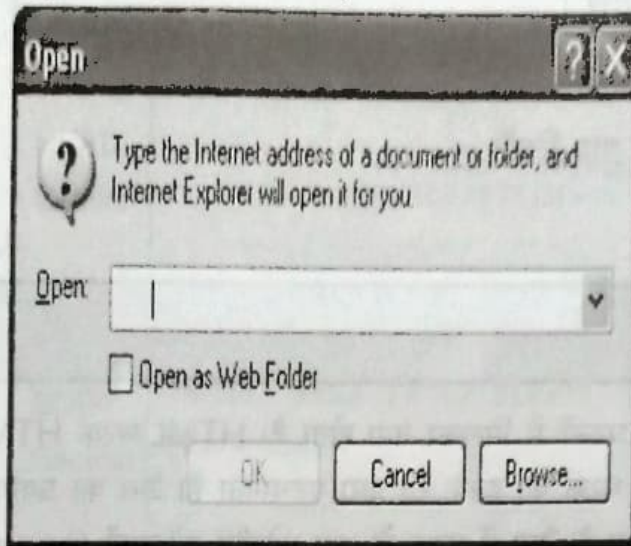 Open
Type the Internet address of a document or folder, and
Internet Explorer will open it for you.
Open:
Open as Web Folder
OK Cancel Browse...